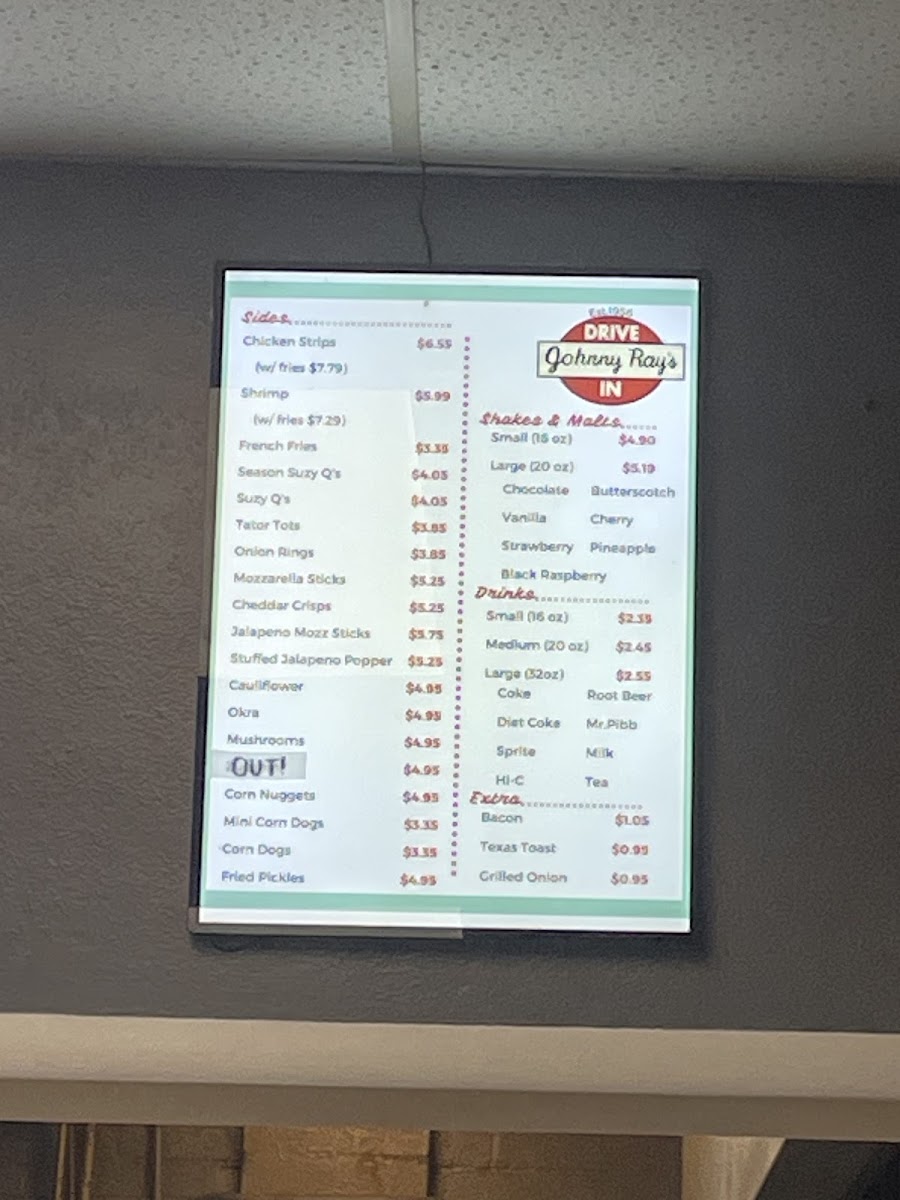 Sides
Chicken Strips $6.55
(w/ fries $7.79)
Shrimp $5.99
(w/ fries $7.29)
French Fries $3.35
Season Suzy Q's $4.05
Suzy Q's $4.05
Tator Tots $3.85
Onion Rings $3.85
Mozzarella Sticks $5.25
Cheddar Crisps $5.25
Jalapeno Mozz Sticks $5.75
Stuffed Jalapeno Popper $5.25
Cauliflower $4.95
Okra $4.95
Mushrooms $4.95
OUT! $4.95
Corn Nuggets $4.95
Mini Corn Dogs $3.35
Corn Dogs $3.35
Fried Pickles $4.95
Est.1956
DRIVE
Johnny Ray's
IN
Shakes & Malts
Small (16 oz) $4.90
Large (20 oz) $5.19
Chocolate Butterscotch
Vanilla Cherry
Strawberry Pineapple
Black Raspberry
Drinks
Small (16 oz) $2.35
Medium (20 oz) $2.45
Large (32oz) $2.55
Coke Root Beer
Diet Coke Mr.Pibb
Sprite Milk
Hi-C Tea
Extra
Bacon $1.05
Texas Toast $0.95
Grilled Onion $0.95